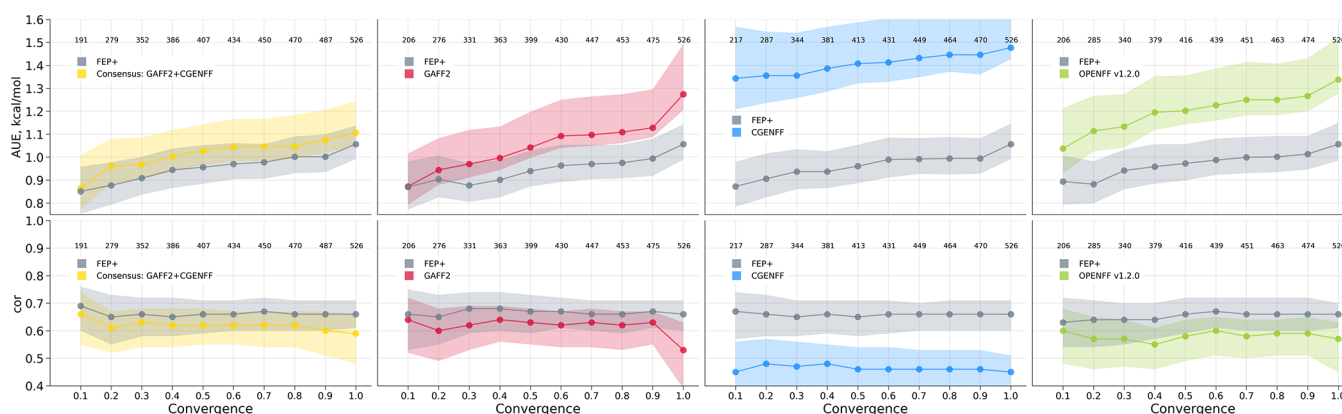 1.6
1.5
1.4
1.3
1.2
1.1
1.0
0.9
0.8
AUE, kcal/mol
191 279 352 386 407 434 450 470 487 526
FEP+
Consensus: GAFF2+CGENFF
206 276 331 363 399 430 447 453 475 526
FEP+
GAFF2
217 287 344 381 413 431 449 464 470 526
FEP+
CGENFF
206 285 340 379 416 439 451 463 474
FEP+
OPENFF v1.2.0
1.0
0.9
0.8
0.7
0.6
0.5
0.4
cor
191 279 352 386 407 434 450 470 487 526
FEP+
Consensus: GAFF2+CGENFF
206 276 331 363 399 430 447 453 475 526
FEP+
GAFF2
217 287 344 381 413 431 449 464 470 526
FEP+
CGENFF
206 285 340 379 416 439 451 463 474
FEP+
OPENFF v1.2.0
0.1 0.2 0.3 0.4 0.5 0.6 0.7 0.8 0.9 1.0
Convergence
0.1 0.2 0.3 0.4 0.5 0.6 0.7 0.8 0.9 1.0
Convergence
0.1 0.2 0.3 0.4 0.5 0.6 0.7 0.8 0.9 1.0
Convergence
0.1 0.2 0.3 0.4 0.5 0.6 0.7 0.8 0.9
Convergence